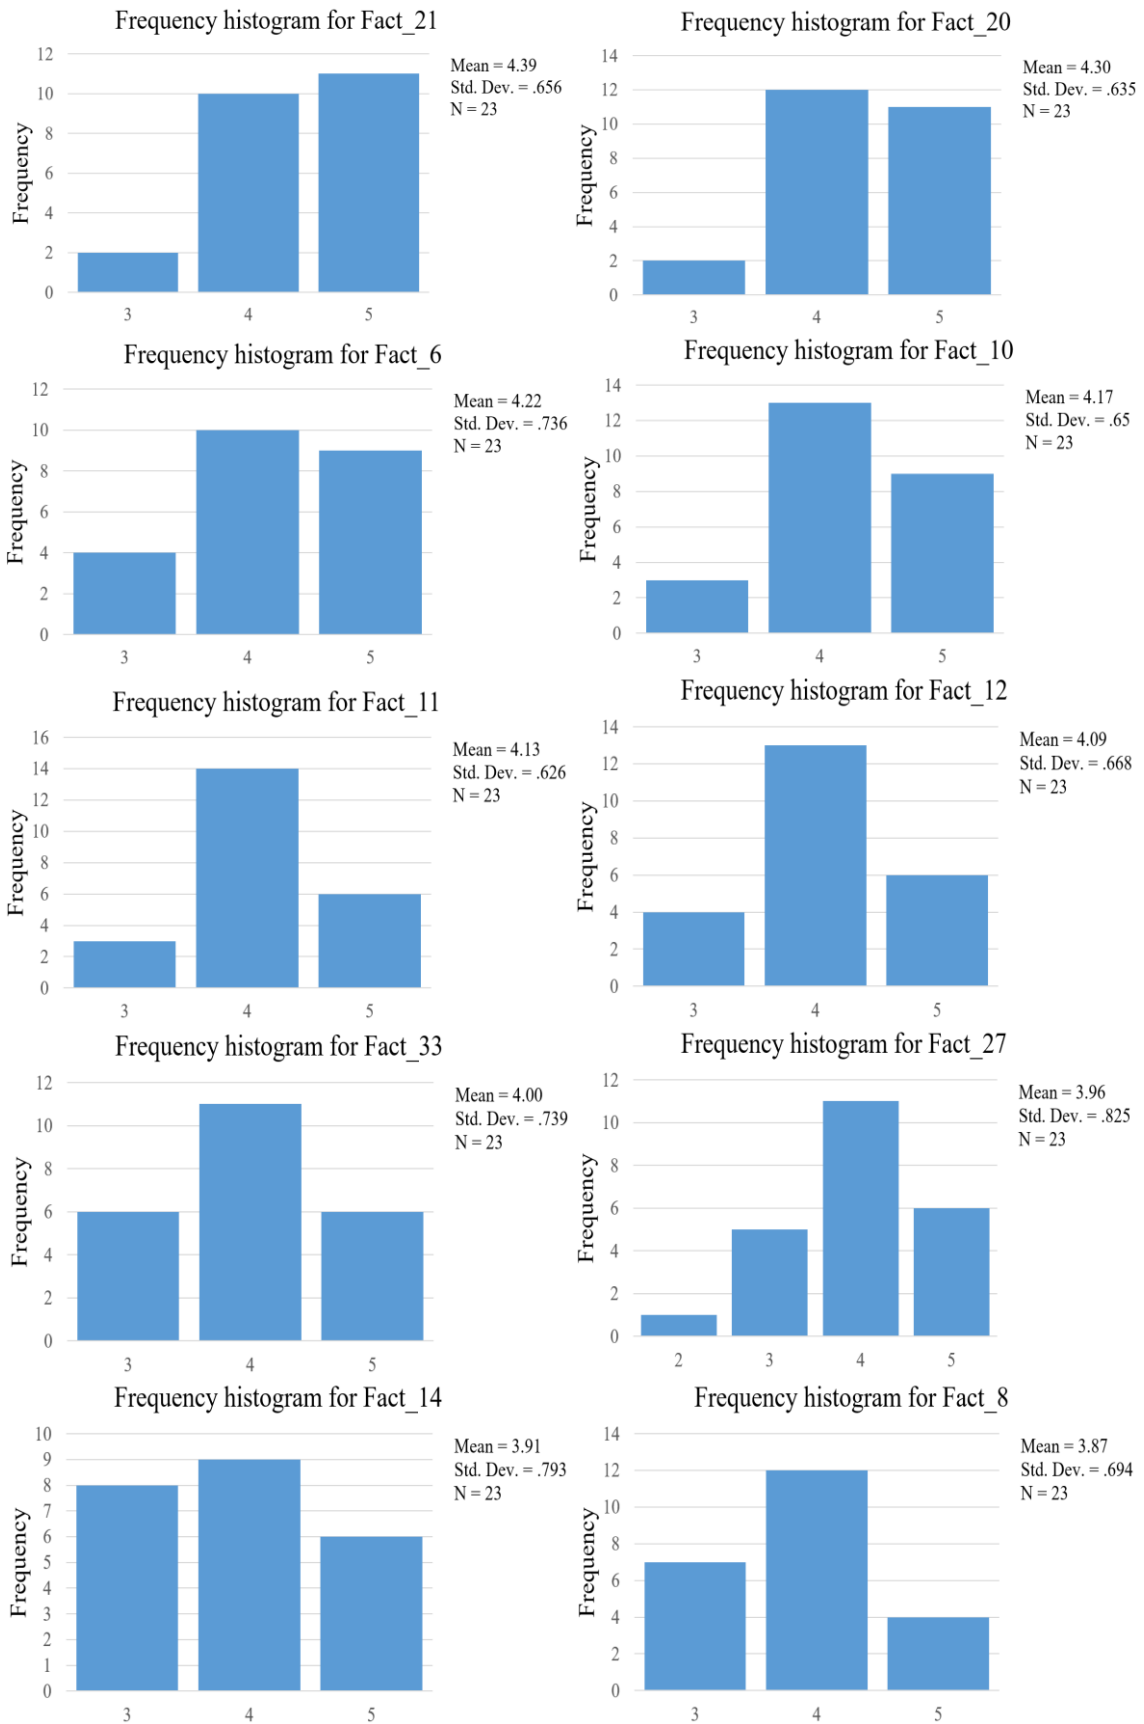 Frequency histogram for Fact_21
Mean = 4.39
Std. Dev. = .656
N = 23
Frequency
12
10
8
6
4
2
0
3 4 5
Frequency histogram for Fact_20
Mean = 4.30
Std. Dev. = .635
N = 23
Frequency
14
12
10
8
6
4
2
0
3 4 5
Frequency histogram for Fact_6
Mean = 4.22
Std. Dev. = .736
N = 23
Frequency
12
10
8
6
4
2
0
3 4 5
Frequency histogram for Fact_10
Mean = 4.17
Std. Dev. = .65
N = 23
Frequency
14
12
10
8
6
4
2
0
3 4 5
Frequency histogram for Fact_11
Mean = 4.13
Std. Dev. = .626
N = 23
Frequency
16
14
12
10
8
6
4
2
0
3 4 5
Frequency histogram for Fact_12
Mean = 4.09
Std. Dev. = .668
N = 23
Frequency
14
12
10
8
6
4
2
0
3 4 5
Frequency histogram for Fact_33
Mean = 4.00
Std. Dev. = .739
N = 23
Frequency
12
10
8
6
4
2
0
3 4 5
Frequency histogram for Fact_27
Mean = 3.96
Std. Dev. = .825
N = 23
Frequency
12
10
8
6
4
2
0
2 3 4 5
Frequency histogram for Fact_14
Mean = 3.91
Std. Dev. = .793
N = 23
Frequency
10
9
8
7
6
5
4
3
2
1
0
3 4 5
Frequency histogram for Fact_8
Mean = 3.87
Std. Dev. = .694
N = 23
Frequency
14
12
10
8
6
4
2
0
3 4 5